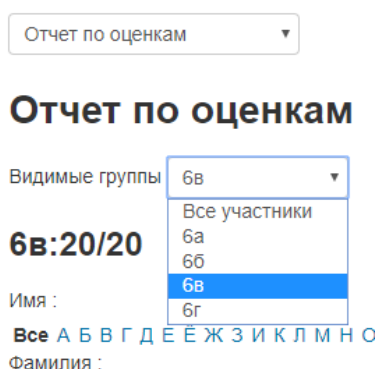 Отчет по оценкам
Отчет по оценкам
Видимые группы 6в
Все участники
6а
6б
6в
6г
6в:20/20
Имя :
Все А Б В Г Д Е Ё Ж З И К Л М Н О
Фамилия :